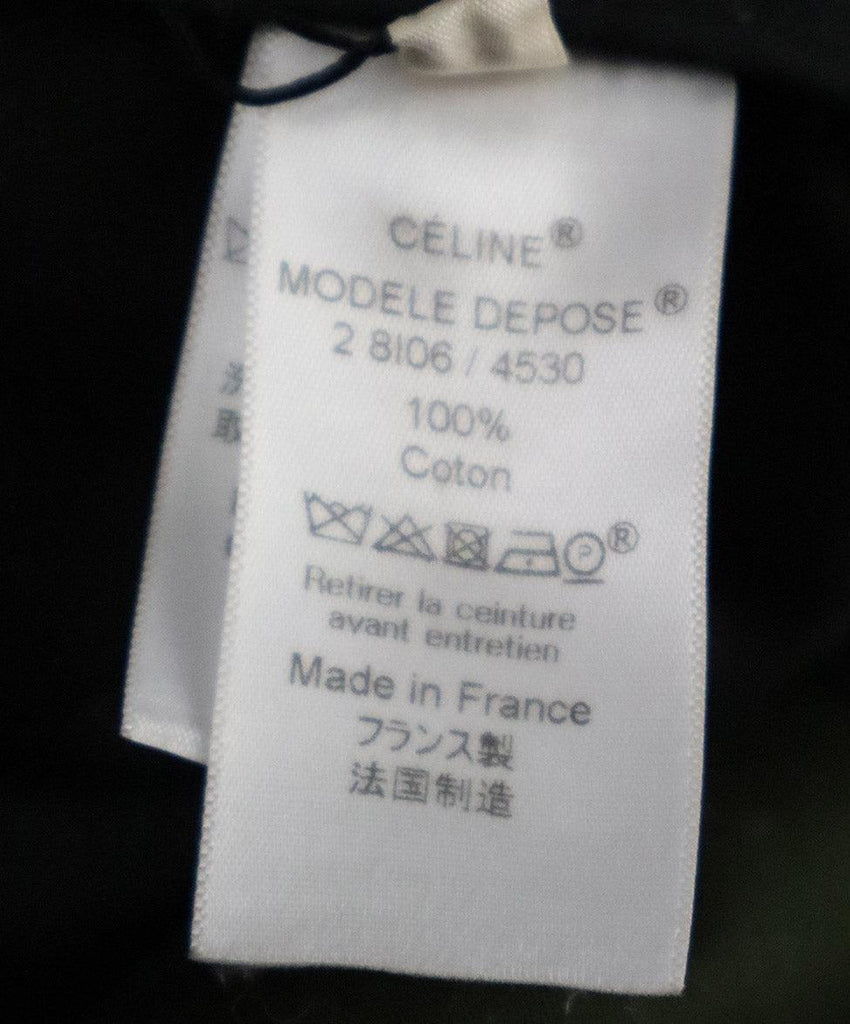 CÉLINE®
MODELE DEPOSE®
2 8I06 / 4530
100%
Coton
P ®
Retirer la ceinture
avant entretien
Made in France
フランス製
法国制造